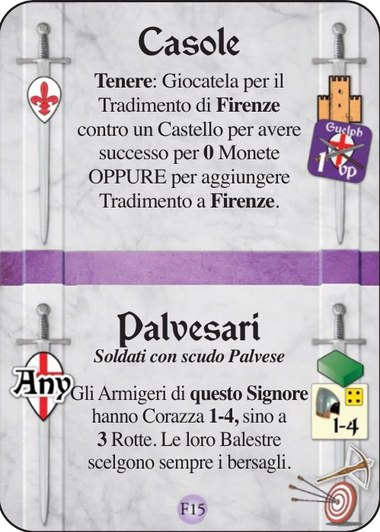 Casole
Tenere: Giocatela per il
Tradimento di Firenze
contro un Castello per avere
successo per 0 Monete
OPPURE per aggiungere
Tradimento a Firenze.
Guelph
1 VP
Palvesari
Soldati con scudo Palvese
Any
Gli Armigeri di questo Signore
hanno Corazza 1-4, sino a
3 Rotte. Le loro Balestre
scelgono sempre i bersagli.
1-4
F15